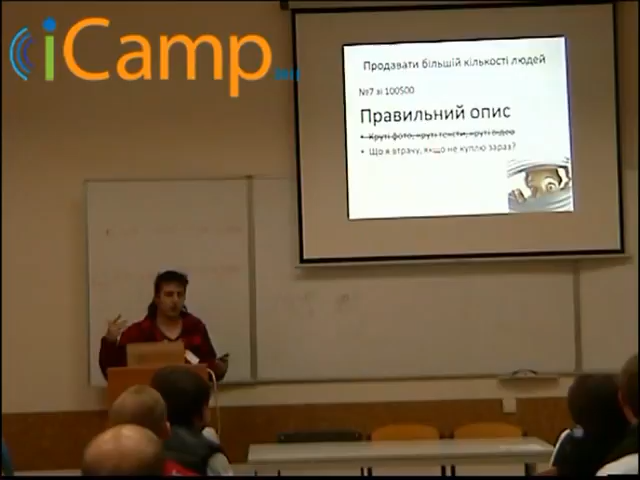 iCamp
Продавати більшій кількості людей
№7 зі 100500
Правильний опис
• Круті фото, круті тексти, круті відео
• Що я втрачу, якщо не куплю зараз?